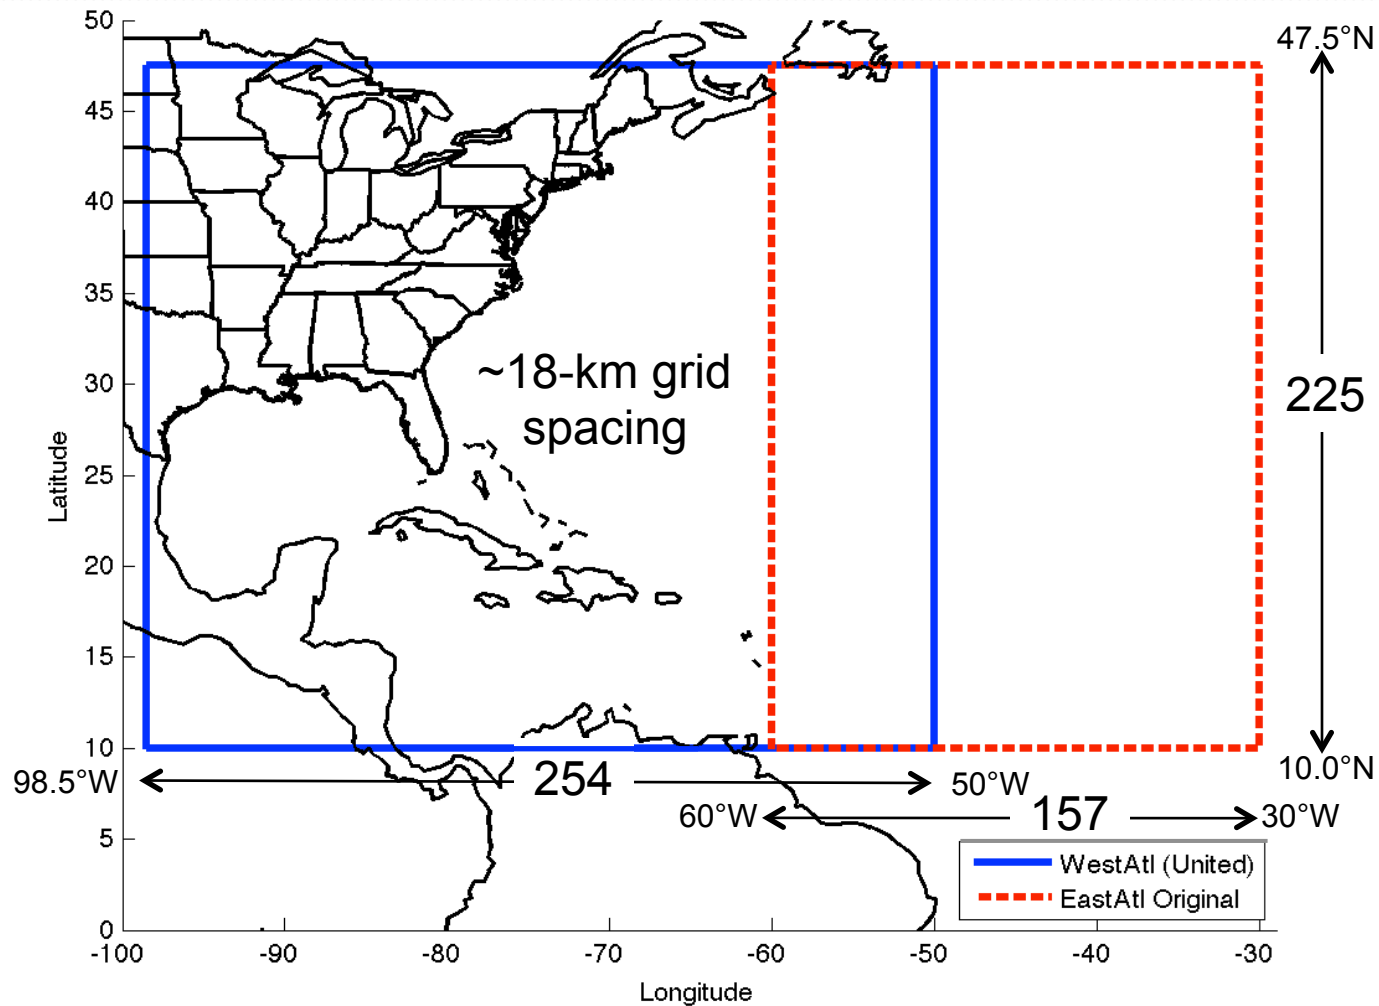 50
47.5°N
45
40
35
~18-km grid
spacing
30
225
25
Latitude
20
15
10
10.0°N
98.5°W
254
50°W
60°W
157
30°W
5
WestAtl (United)
EastAtl Original
0
-100
-90
-80
-70
-60
-50
-40
-30
Longitude